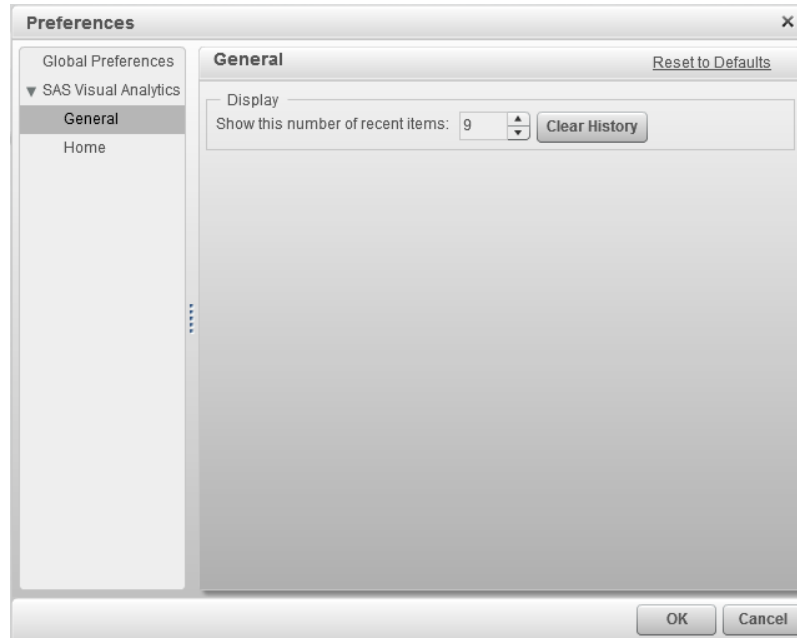 Preferences
Global Preferences
SAS Visual Analytics
General
Home
General
Reset to Defaults
Display
Show this number of recent items: 9 Clear History
OK Cancel